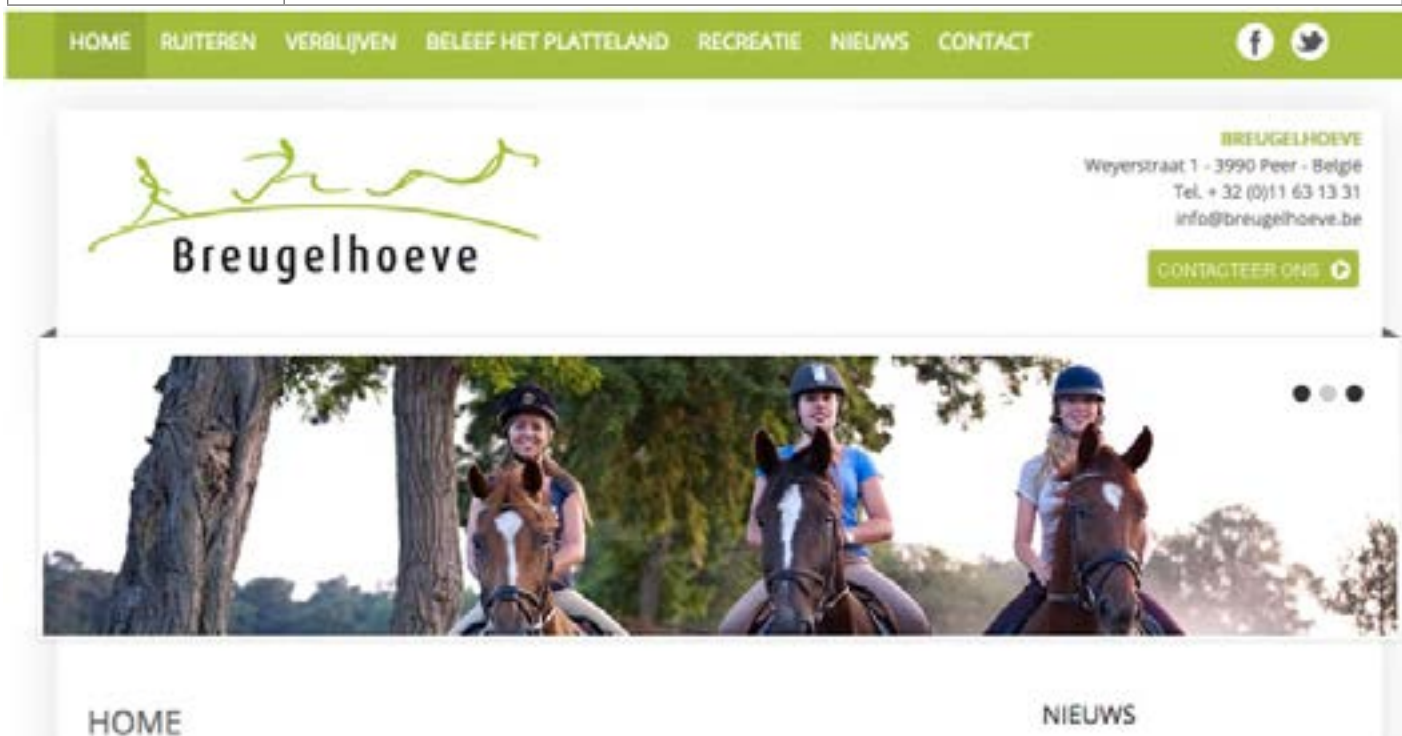 HOME RUITEREN VERBLIJVEN BELEEF HET PLATTELAND RECREATIE NIEUWS CONTACT
Breugelhoeve
BREUGELHOEVE
Weyerstraat 1 - 3990 Peer - België
Tel. + 32 (0)11 63 13 31
info@breugelhoeve.be
CONTACTEER ONS
HOME
NIEUWS